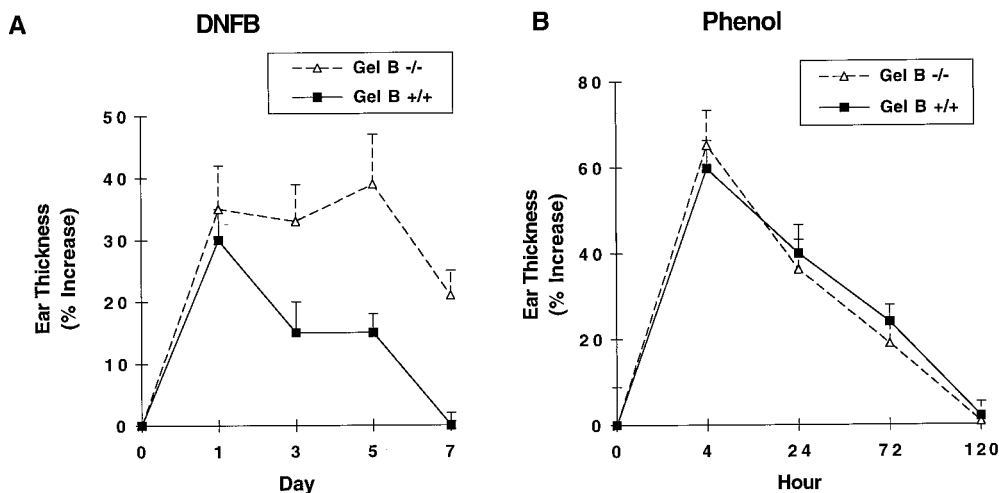 A
DNFB
Gel B -/-
Gel B +/+
50
40
30
20
10
0
Ear Thickness
(% Increase)
0 1 3 5 7
Day
B
Phenol
Gel B -/-
Gel B +/+
80
60
40
20
0
Ear Thickness
(% Increase)
0 4 24 72 120
Hour